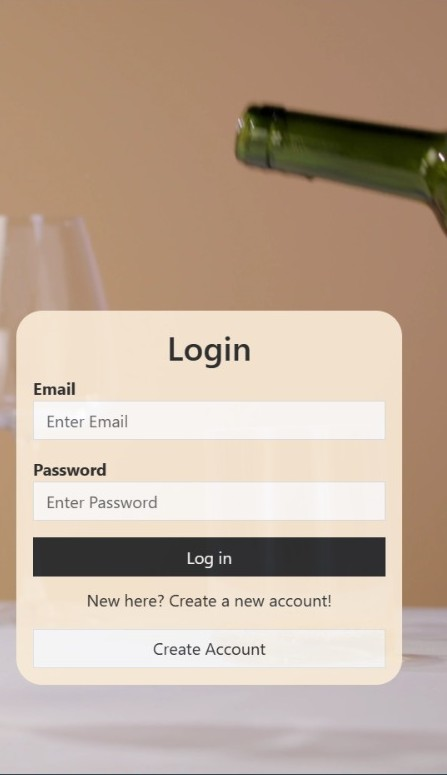 Login
Email
Enter Email
Password
Enter Password
Log in
New here? Create a new account!
Create Account